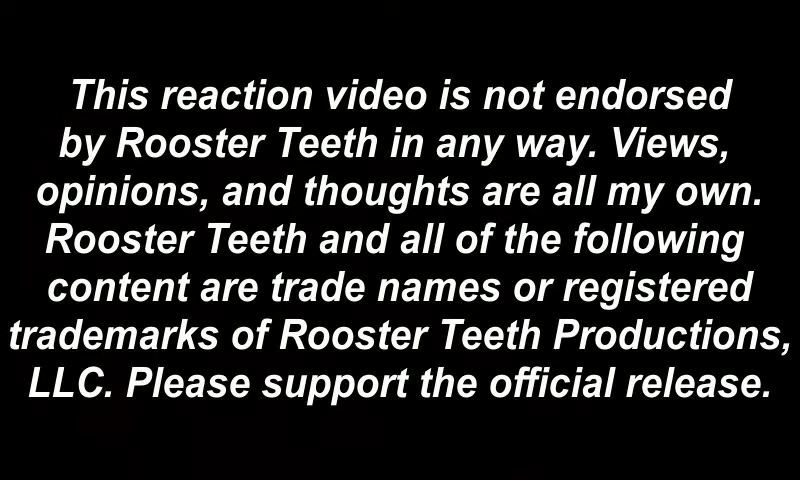 This reaction video is not endorsed
by Rooster Teeth in any way. Views,
opinions, and thoughts are all my own.
Rooster Teeth and all of the following
content are trade names or registered
trademarks of Rooster Teeth Productions,
LLC. Please support the official release.